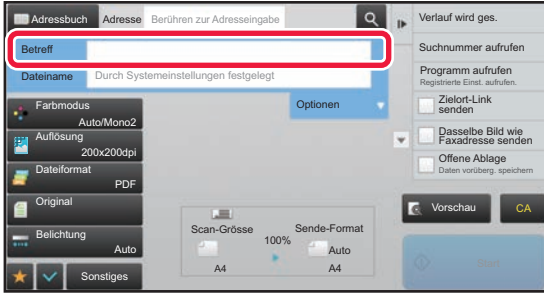 Adressbuch Adresse Berühren zur Adresseingabe
Betreff
Dateiname Durch Systemeinstellungen festgelegt
Optionen
Farbmodus
Auto/Mono2
Auflösung
200x200dpi
Dateiformat
PDF
Original
Belichtung
Auto
Sonstiges
Scan-Grösse
A4
100%
Sende-Format
Auto
A4
Verlauf wird ges.
Suchnummer aufrufen
Programm aufrufen
Registrierte Einst. aufrufen.
Zielort-Link
senden
Dasselbe Bild wie
Faxadresse senden
Offene Ablage
Daten vorüberg. speichern
Vorschau
CA
Start